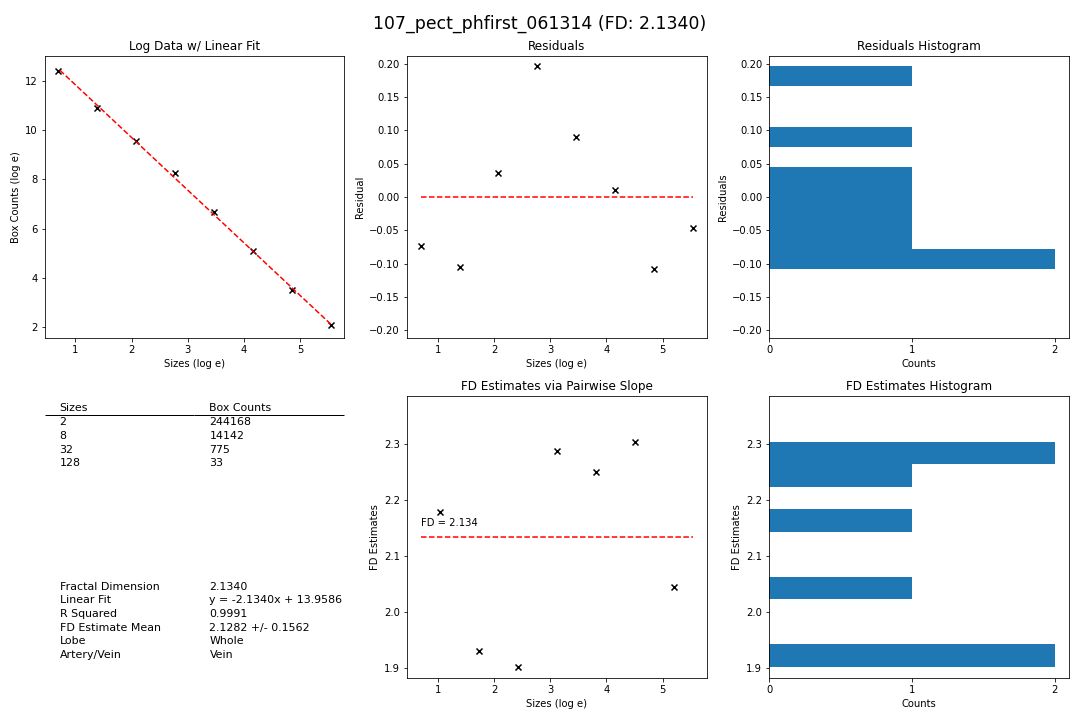 107_pect_phfirst_061314 (FD: 2.1340)
Log Data w/ Linear Fit
Box Counts (log e)
12
10
8
6
4
2
1 2 3 4 5
Sizes (log e)
Residuals
Residual
0.20
0.15
0.10
0.05
0.00
−0.05
−0.10
−0.15
−0.20
1 2 3 4 5
Sizes (log e)
Residuals Histogram
Residuals
0.20
0.15
0.10
0.05
0.00
−0.05
−0.10
−0.15
−0.20
0 1 2
Counts
Sizes Box Counts
2 244168
8 14142
32 775
128 33
Fractal Dimension 2.1340
Linear Fit y = -2.1340x + 13.9586
R Squared 0.9991
FD Estimate Mean 2.1282 +/- 0.1562
Lobe Whole
Artery/Vein Vein
FD Estimates via Pairwise Slope
FD Estimates
2.3
2.2
2.1
2.0
1.9
FD = 2.134
1 2 3 4 5
Sizes (log e)
FD Estimates Histogram
FD Estimates
2.3
2.2
2.1
2.0
1.9
0 1 2
Counts